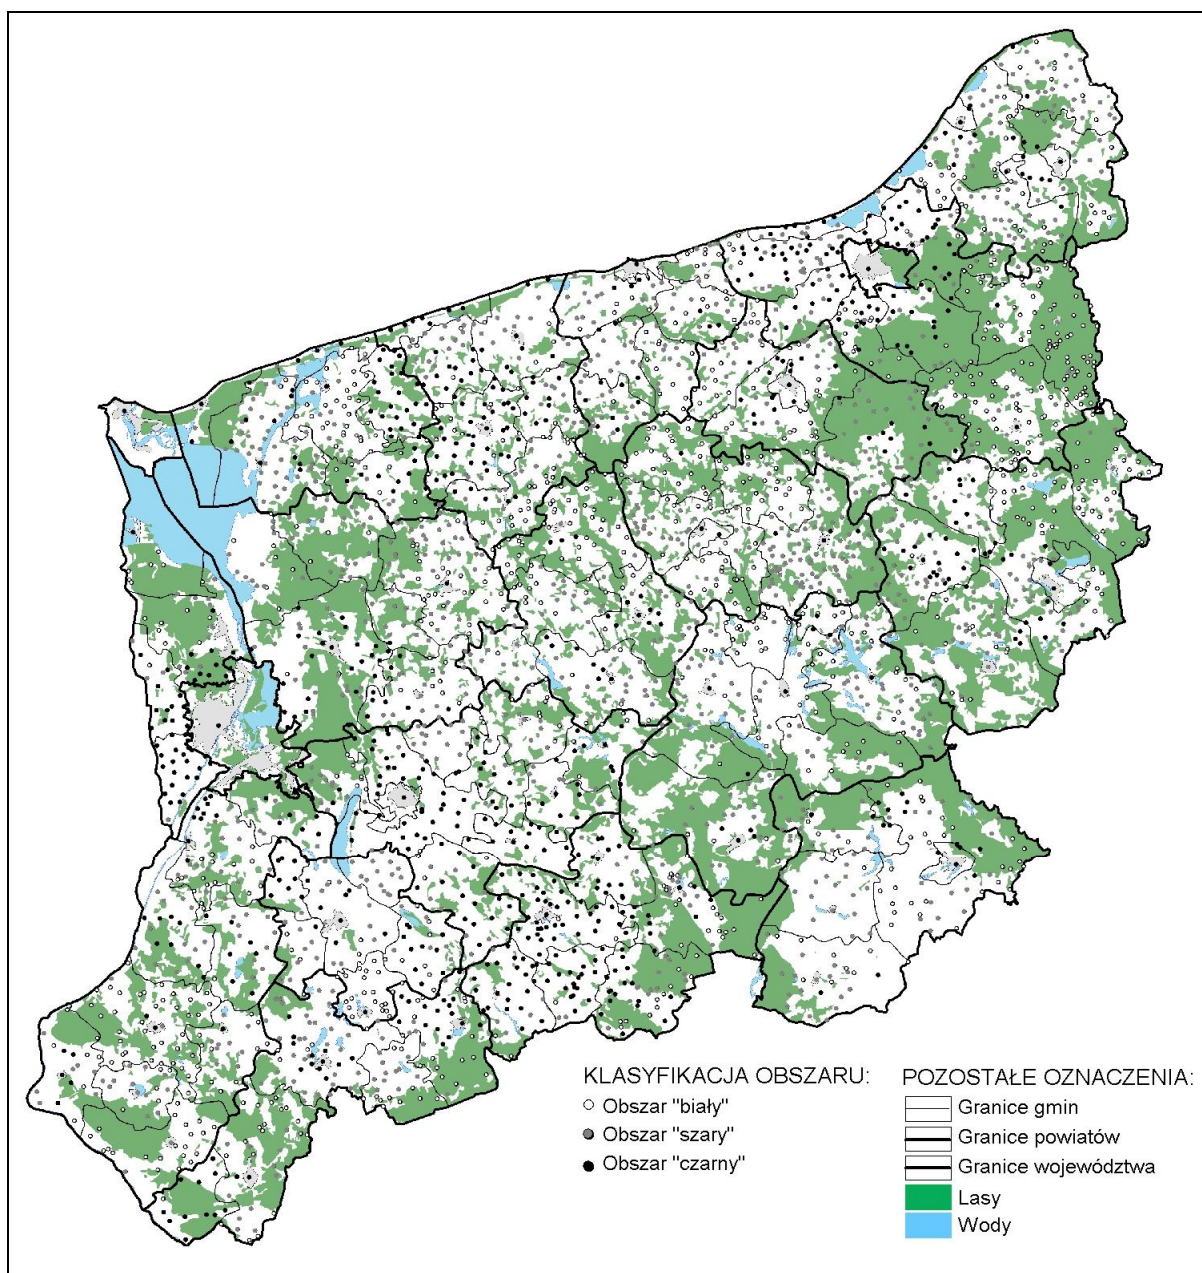 KLASYFIKACJA OBSZARU:
Obszar "biały"
Obszar "szary"
Obszar "czarny"
POZOSTAŁE OZNACZENIA:
Granice gmin
Granice powiatów
Granice województwa
Lasy
Wody